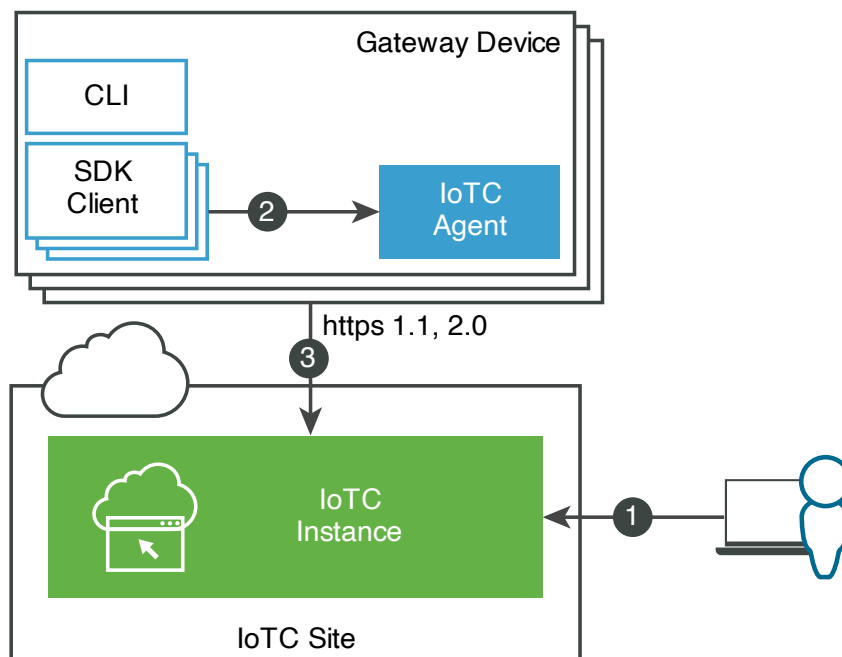 Gateway Device
CLI
SDK
Client
2
IoTC
Agent
https 1.1, 2.0
3
IoTC
Instance
1
IoTC Site